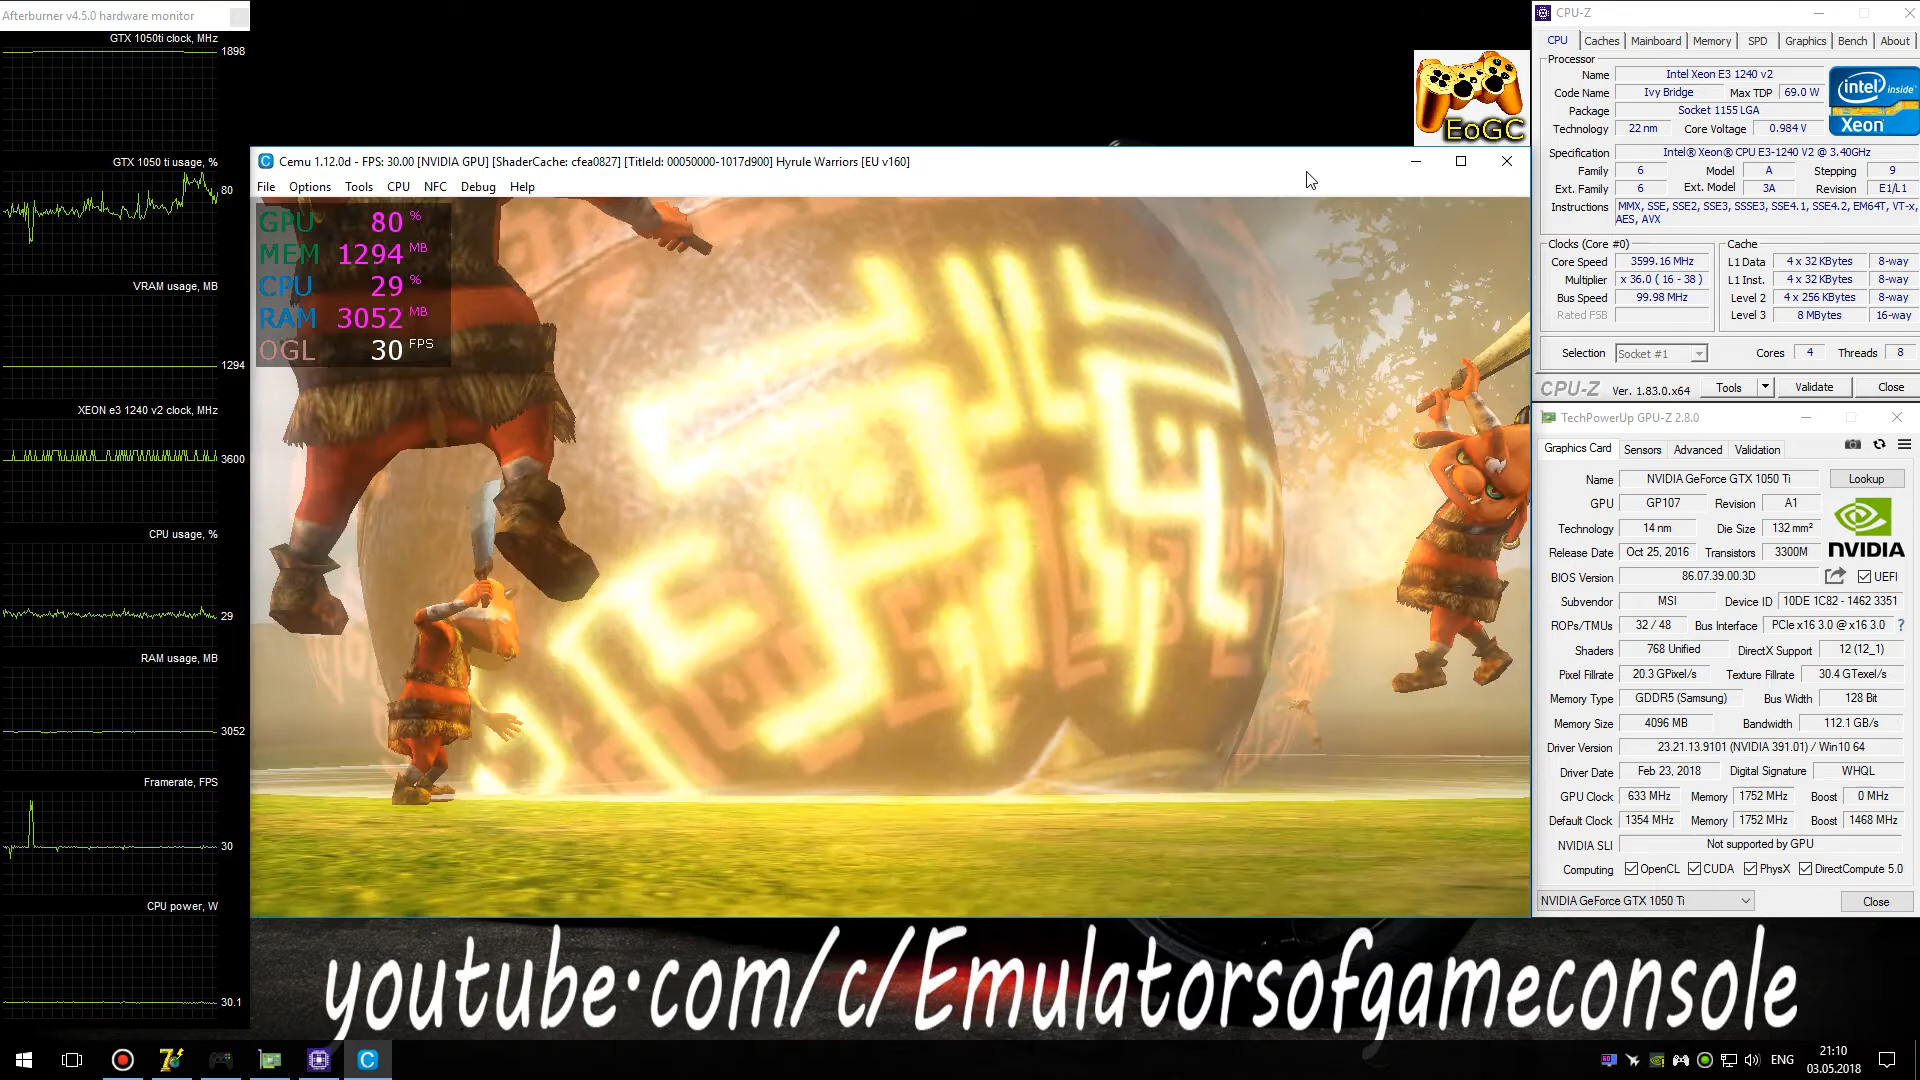 Afterburner v4.5.0 hardware monitor
GTX 1050ti clock, MHz
1898
GTX 1050 ti usage, %
80
VRAM usage, MB
1294
XEON e3 1240 v2 clock, MHz
3600
CPU usage, %
29
RAM usage, MB
3052
Framerate, FPS
30
CPU power, W
30.1
EoGC
Cemu 1.12.0d - FPS: 30.00 [NVIDIA GPU] [ShaderCache: cfea0827] [TitleId: 00050000-1017d900] Hyrule Warriors [EU v160]
File Options Tools CPU NFC Debug Help
GPU 80 %
MEM 1294 MB
CPU 29 %
RAM 3052 MB
OGL 30 FPS
CPU-Z
CPU Caches Mainboard Memory SPD Graphics Bench About
Processor
Name Intel Xeon E3 1240 v2
Code Name Ivy Bridge Max TDP 69.0 W
Package Socket 1155 LGA
Technology 22 nm Core Voltage 0.984 V
intel inside
Xeon
Specification Intel® Xeon® CPU E3-1240 V2 @ 3.40GHz
Family 6 Model A Stepping 9
Ext. Family 6 Ext. Model 3A Revision E1/L1
Instructions MMX, SSE, SSE2, SSE3, SSSE3, SSE4.1, SSE4.2, EM64T, VT-x,
AES, AVX
Clocks (Core #0) Cache
Core Speed 3599.16 MHz L1 Data 4 x 32 KBytes 8-way
Multiplier x 36.0 ( 16 - 38 ) L1 Inst. 4 x 32 KBytes 8-way
Bus Speed 99.98 MHz Level 2 4 x 256 KBytes 8-way
Rated FSB Level 3 8 MBytes 16-way
Selection Socket #1 Cores 4 Threads 8
CPU-Z Ver. 1.83.0.x64 Tools Validate Close
TechPowerUp GPU-Z 2.8.0
Graphics Card Sensors Advanced Validation
Name NVIDIA GeForce GTX 1050 Ti Lookup
GPU GP107 Revision A1
Technology 14 nm Die Size 132 mm²
Release Date Oct 25, 2016 Transistors 3300M
NVIDIA
BIOS Version 86.07.39.00.3D UEFI
Subvendor MSI Device ID 10DE 1C82 - 1462 3351
ROPs/TMUs 32 / 48 Bus Interface PCIe x16 3.0 @ x16 3.0 ?
Shaders 768 Unified DirectX Support 12 (12_1)
Pixel Fillrate 20.3 GPixel/s Texture Fillrate 30.4 GTexel/s
Memory Type GDDR5 (Samsung) Bus Width 128 Bit
Memory Size 4096 MB Bandwidth 112.1 GB/s
Driver Version 23.21.13.9101 (NVIDIA 391.01) / Win10 64
Driver Date Feb 23, 2018 Digital Signature WHQL
GPU Clock 633 MHz Memory 1752 MHz Boost 0 MHz
Default Clock 1354 MHz Memory 1752 MHz Boost 1468 MHz
NVIDIA SLI Not supported by GPU
Computing OpenCL CUDA PhysX DirectCompute 5.0
NVIDIA GeForce GTX 1050 Ti Close
youtube.com/c/Emulatorsofgameconsole
ENG
21:10
03.05.2018